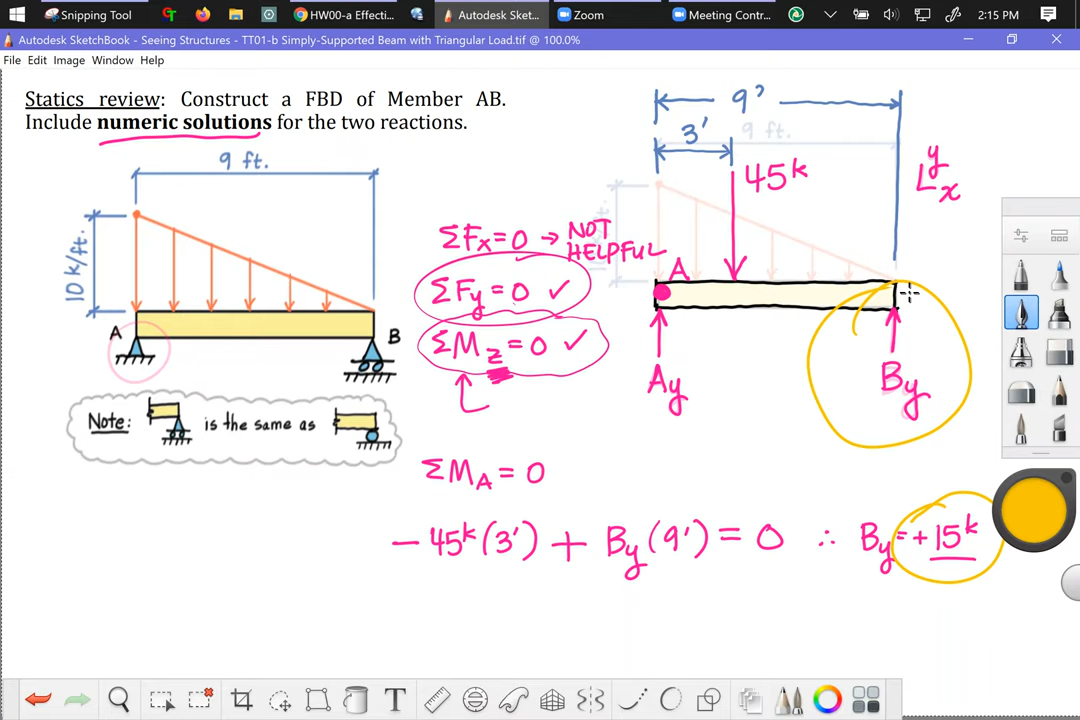 Snipping Tool
HW00-a Effecti...
Autodesk Sket...
Zoom
Meeting Contr...
2:15 PM
Autodesk SketchBook - Seeing Structures - TT01-b Simply-Supported Beam with Triangular Load.tif @ 100.0%
File Edit Image Window Help
Statics review: Construct a FBD of Member AB.
Include numeric solutions for the two reactions.
9 ft.
10 k/ft.
A
B
Note: is the same as
9'
3'
9 ft.
45k
y
x
ΣFx = 0 → NOT
HELPFUL
ΣFy = 0 ✓
ΣMz = 0 ✓
A
Ay
By
ΣMA = 0
- 45k (3') + By (9') = 0 ∴ By = +15k
T